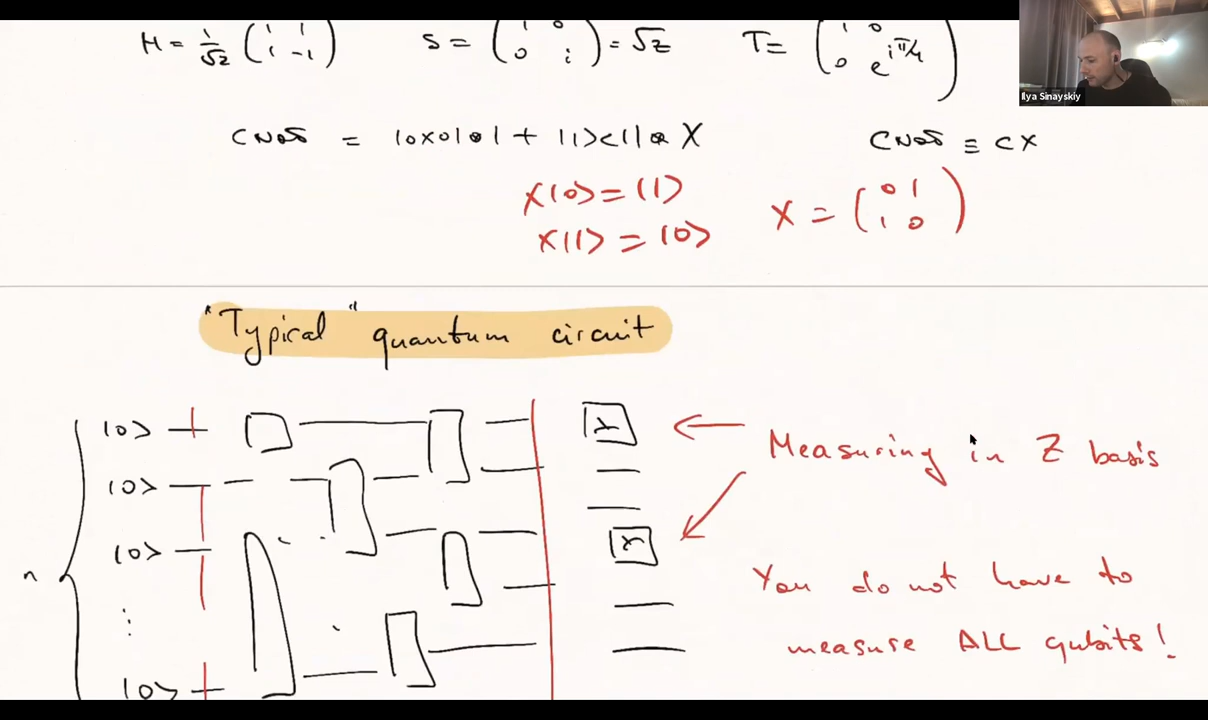 H = 1/√2 ( 1 1 1 -1 ) S = ( 1 0 0 i ) = √Z T = ( 1 0 0 e^{iπ/4} )
Ilya Sinayskiy
CNOT = |0><0| ⊗ 1 + |1><1| ⊗ X CNOT ≡ CX
X|0> = |1>
X|1> = |0>
X = ( 0 1 1 0 )
"Typical" quantum circuit
|0>
|0>
|0>
⋮
|0>
n
Measuring in Z basis
You do not have to
measure ALL qubits!